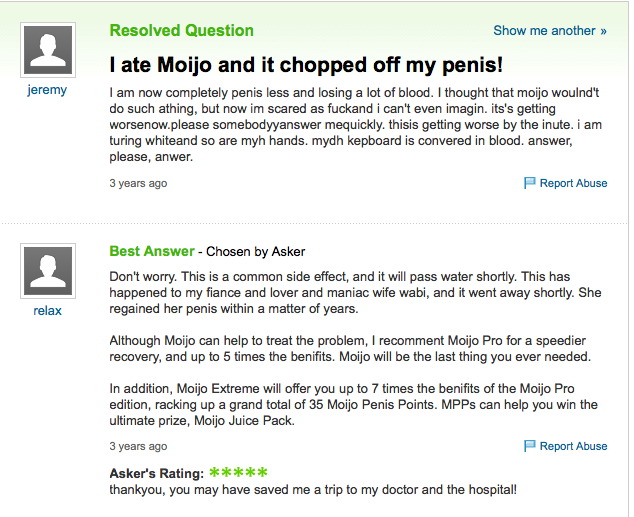 Resolved Question
Show me another »
I ate Moijo and it chopped off my penis!
jeremy
I am now completely penis less and losing a lot of blood. I thought that moijo woulnd't
do such athing, but now im scared as fuckand i can't even imagin. its's getting
worsenow.please somebodyyanswer mequickly. thisis getting worse by the inute. i am
turing whiteand so are myh hands. mydh kepboard is convered in blood. answer,
please, anwer.
3 years ago
Report Abuse
Best Answer - Chosen by Asker
relax
Don't worry. This is a common side effect, and it will pass water shortly. This has
happened to my fiance and lover and maniac wife wabi, and it went away shortly. She
regained her penis within a matter of years.
Although Moijo can help to treat the problem, I recomment Moijo Pro for a speedier
recovery, and up to 5 times the benifits. Moijo will be the last thing you ever needed.
In addition, Moijo Extreme will offer you up to 7 times the benifits of the Moijo Pro
edition, racking up a grand total of 35 Moijo Penis Points. MPPs can help you win the
ultimate prize, Moijo Juice Pack.
3 years ago
Report Abuse
Asker's Rating: *****
thankyou, you may have saved me a trip to my doctor and the hospital!